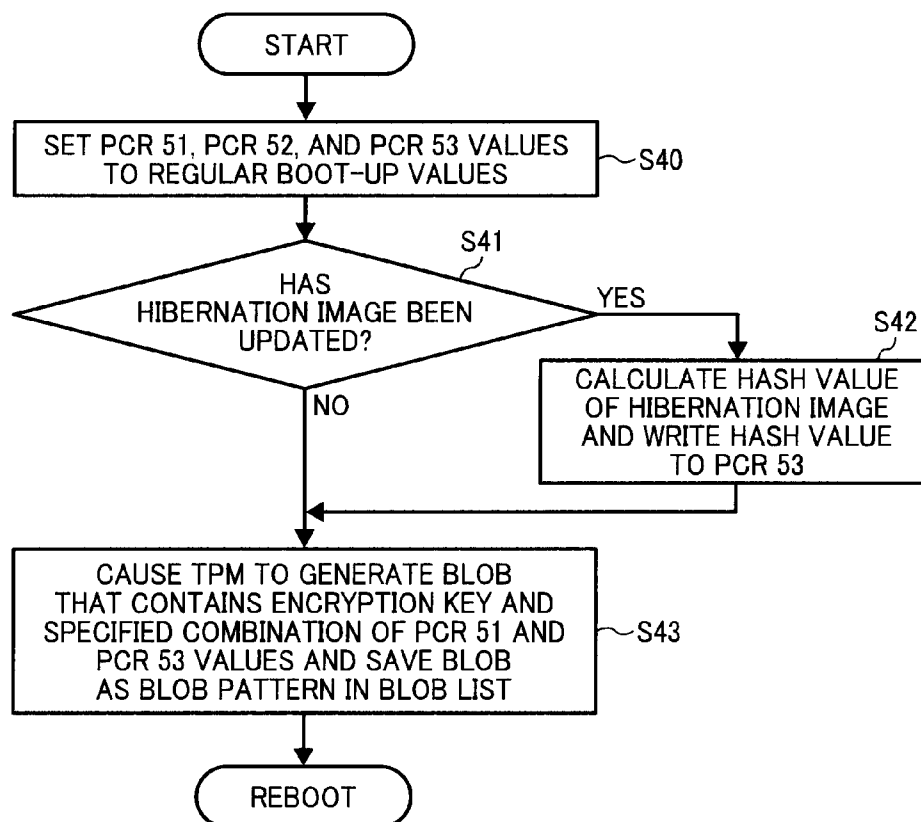 START
SET PCR 51, PCR 52, AND PCR 53 VALUES
TO REGULAR BOOT-UP VALUES
S40
S41
HAS
HIBERNATION IMAGE BEEN
UPDATED?
YES
NO
S42
CALCULATE HASH VALUE
OF HIBERNATION IMAGE
AND WRITE HASH VALUE
TO PCR 53
CAUSE TPM TO GENERATE BLOB
THAT CONTAINS ENCRYPTION KEY AND
SPECIFIED COMBINATION OF PCR 51 AND
PCR 53 VALUES AND SAVE BLOB
AS BLOB PATTERN IN BLOB LIST
S43
REBOOT